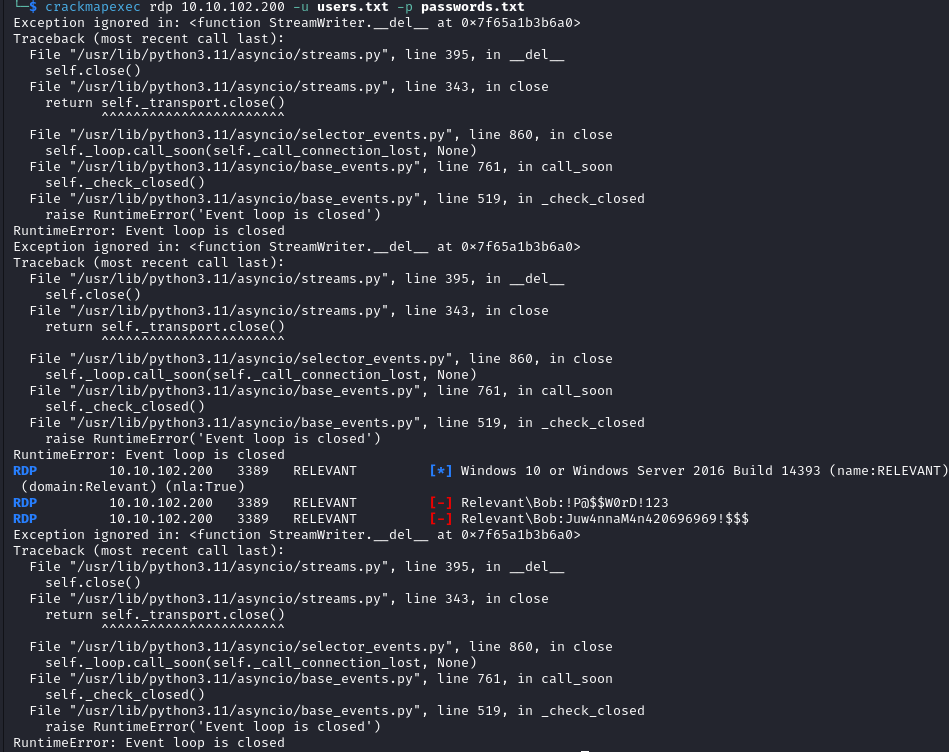 └─$ crackmapexec rdp 10.10.102.200 -u users.txt -p passwords.txt
Exception ignored in: <function StreamWriter.__del__ at 0×7f65a1b3b6a0>
Traceback (most recent call last):
  File "/usr/lib/python3.11/asyncio/streams.py", line 395, in __del__
    self.close()
  File "/usr/lib/python3.11/asyncio/streams.py", line 343, in close
    return self._transport.close()
           ^^^^^^^^^^^^^^^^^^^^^^^
  File "/usr/lib/python3.11/asyncio/selector_events.py", line 860, in close
    self._loop.call_soon(self._call_connection_lost, None)
  File "/usr/lib/python3.11/asyncio/base_events.py", line 761, in call_soon
    self._check_closed()
  File "/usr/lib/python3.11/asyncio/base_events.py", line 519, in _check_closed
    raise RuntimeError('Event loop is closed')
RuntimeError: Event loop is closed
Exception ignored in: <function StreamWriter.__del__ at 0×7f65a1b3b6a0>
Traceback (most recent call last):
  File "/usr/lib/python3.11/asyncio/streams.py", line 395, in __del__
    self.close()
  File "/usr/lib/python3.11/asyncio/streams.py", line 343, in close
    return self._transport.close()
           ^^^^^^^^^^^^^^^^^^^^^^^
  File "/usr/lib/python3.11/asyncio/selector_events.py", line 860, in close
    self._loop.call_soon(self._call_connection_lost, None)
  File "/usr/lib/python3.11/asyncio/base_events.py", line 761, in call_soon
    self._check_closed()
  File "/usr/lib/python3.11/asyncio/base_events.py", line 519, in _check_closed
    raise RuntimeError('Event loop is closed')
RuntimeError: Event loop is closed
RDP         10.10.102.200   3389   RELEVANT         [*] Windows 10 or Windows Server 2016 Build 14393 (name:RELEVANT)
 (domain:Relevant) (nla:True)
RDP         10.10.102.200   3389   RELEVANT         [-] Relevant\Bob:!P@$$W0rD!123
RDP         10.10.102.200   3389   RELEVANT         [-] Relevant\Bob:Juw4nnaM4n420696969!$$$
Exception ignored in: <function StreamWriter.__del__ at 0×7f65a1b3b6a0>
Traceback (most recent call last):
  File "/usr/lib/python3.11/asyncio/streams.py", line 395, in __del__
    self.close()
  File "/usr/lib/python3.11/asyncio/streams.py", line 343, in close
    return self._transport.close()
           ^^^^^^^^^^^^^^^^^^^^^^^
  File "/usr/lib/python3.11/asyncio/selector_events.py", line 860, in close
    self._loop.call_soon(self._call_connection_lost, None)
  File "/usr/lib/python3.11/asyncio/base_events.py", line 761, in call_soon
    self._check_closed()
  File "/usr/lib/python3.11/asyncio/base_events.py", line 519, in _check_closed
    raise RuntimeError('Event loop is closed')
RuntimeError: Event loop is closed